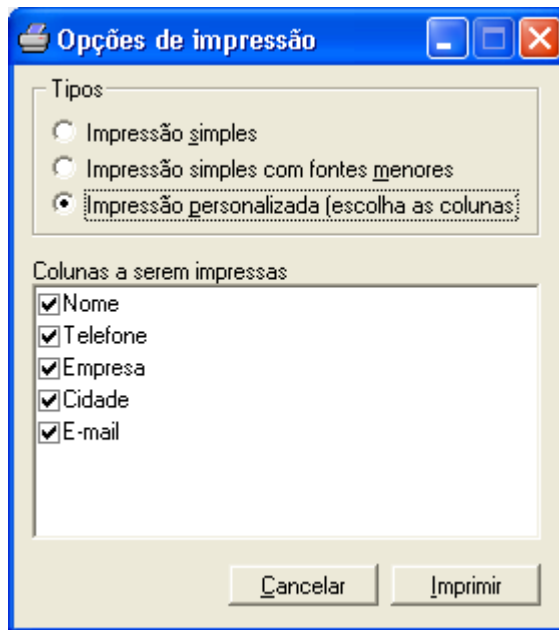 Opções de impressão
Tipos
Impressão simples
Impressão simples com fontes menores
Impressão personalizada (escolha as colunas)
Colunas a serem impressas
Nome
Telefone
Empresa
Cidade
E-mail
Cancelar
Imprimir